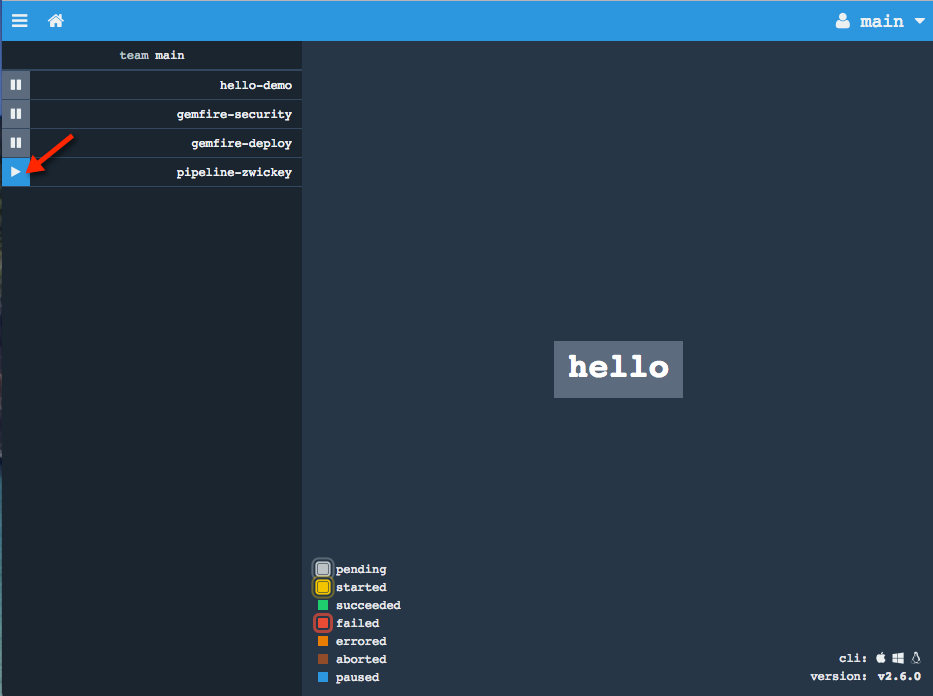 main
team main
hello-demo
gemfire-security
gemfire-deploy
pipeline-zwickey
hello
pending
started
succeeded
failed
errored
aborted
paused
cli:
version: v2.6.0